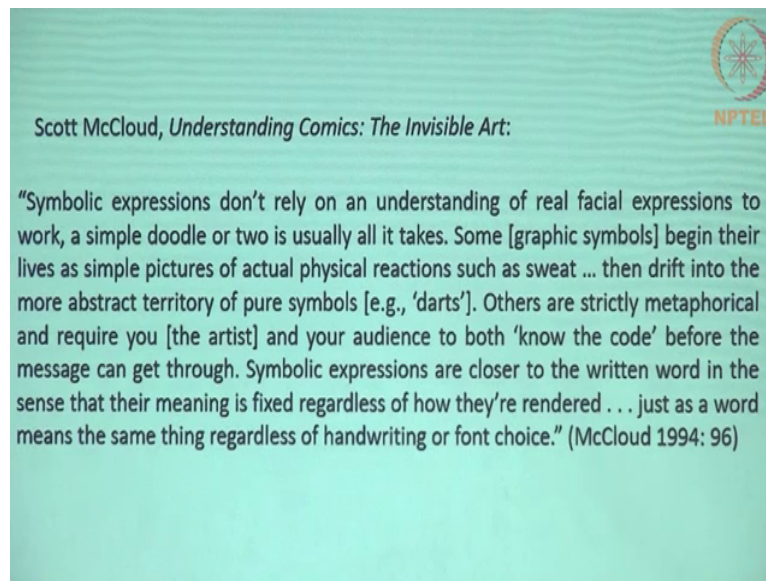 NPTEL
Scott McCloud, Understanding Comics: The Invisible Art:
“Symbolic expressions don’t rely on an understanding of real facial expressions to
work, a simple doodle or two is usually all it takes. Some [graphic symbols] begin their
lives as simple pictures of actual physical reactions such as sweat ... then drift into the
more abstract territory of pure symbols [e.g., ‘darts’]. Others are strictly metaphorical
and require you [the artist] and your audience to both ‘know the code’ before the
message can get through. Symbolic expressions are closer to the written word in the
sense that their meaning is fixed regardless of how they’re rendered . . . just as a word
means the same thing regardless of handwriting or font choice.” (McCloud 1994: 96)